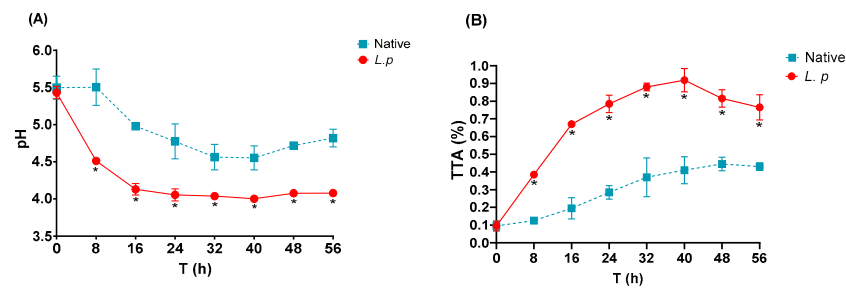 (A)
Native
L.p
6.0
5.5
5.0
4.5
4.0
3.5
pH
0 8 16 24 32 40 48 56
* * * * * * *
T (h)
(B)
Native
L. p
1.0
0.9
0.8
0.7
0.6
0.5
0.4
0.3
0.2
0.1
0.0
TTA (%)
0 8 16 24 32 40 48 56
* * * * * * *
T (h)